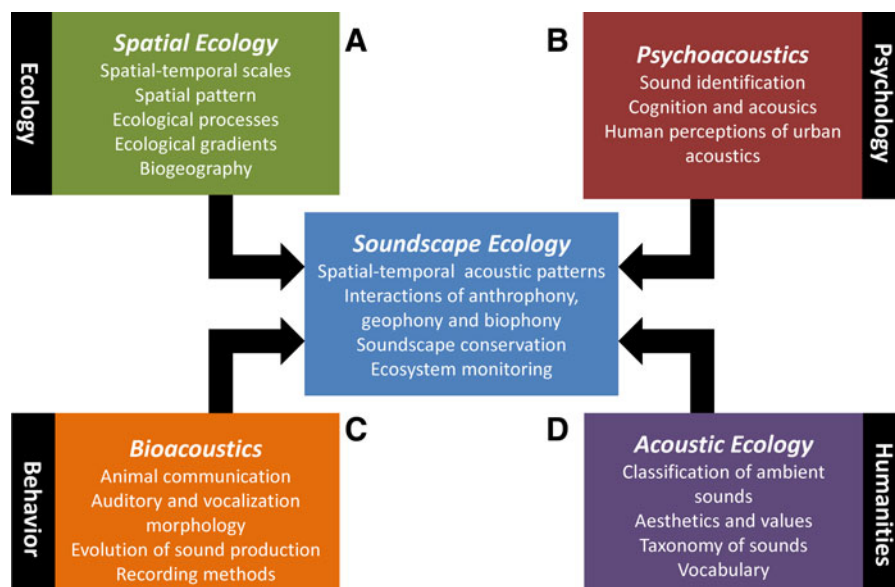 Ecology
Spatial Ecology
Spatial-temporal scales
Spatial pattern
Ecological processes
Ecological gradients
Biogeography
A
B
Psychoacoustics
Sound identification
Cognition and acousics
Human perceptions of urban
acoustics
Psychology
Soundscape Ecology
Spatial-temporal acoustic patterns
Interactions of anthrophony,
geophony and biophony
Soundscape conservation
Ecosystem monitoring
Behavior
Bioacoustics
Animal communication
Auditory and vocalization
morphology
Evolution of sound production
Recording methods
C
D
Acoustic Ecology
Classification of ambient
sounds
Aesthetics and values
Taxonomy of sounds
Vocabulary
Humanities